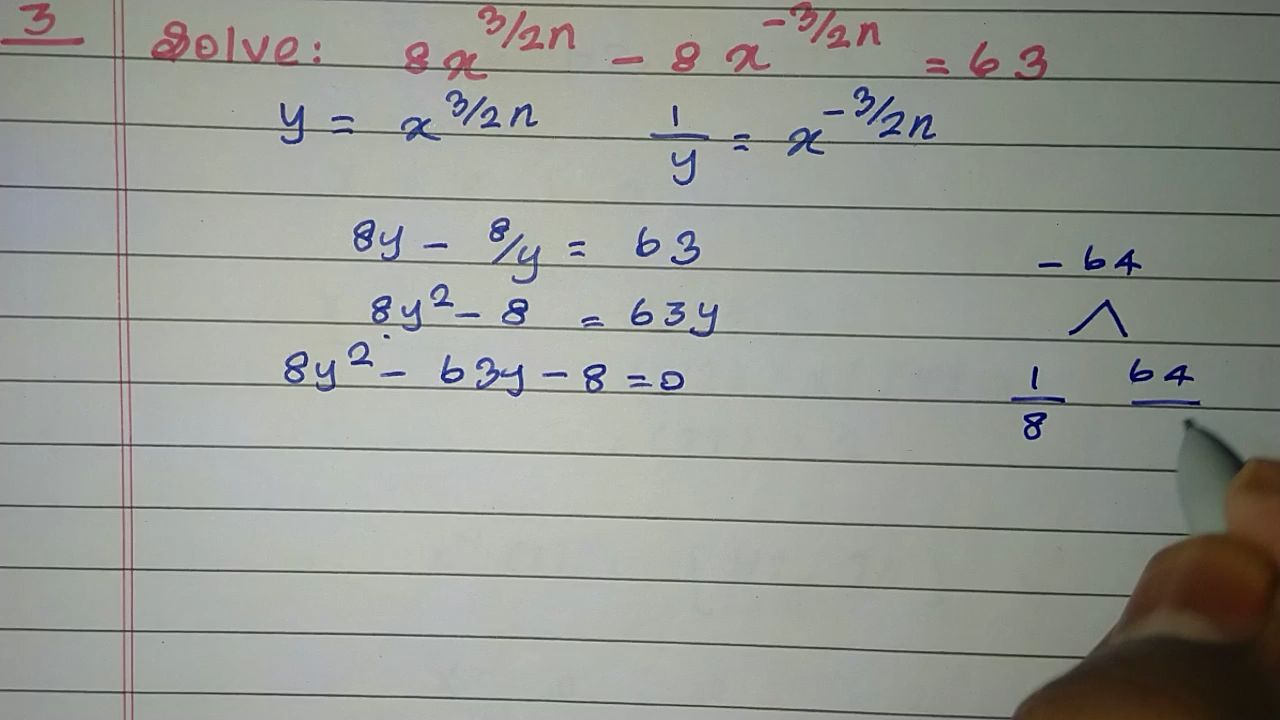 3 Solve: 8x^{3/2n} - 8x^{-3/2n} = 63
y = x^{3/2n} 1/y = x^{-3/2n}
8y - 8/y = 63
- 64
8y² - 8 = 63y
8y² - 63y - 8 = 0
1 64
8